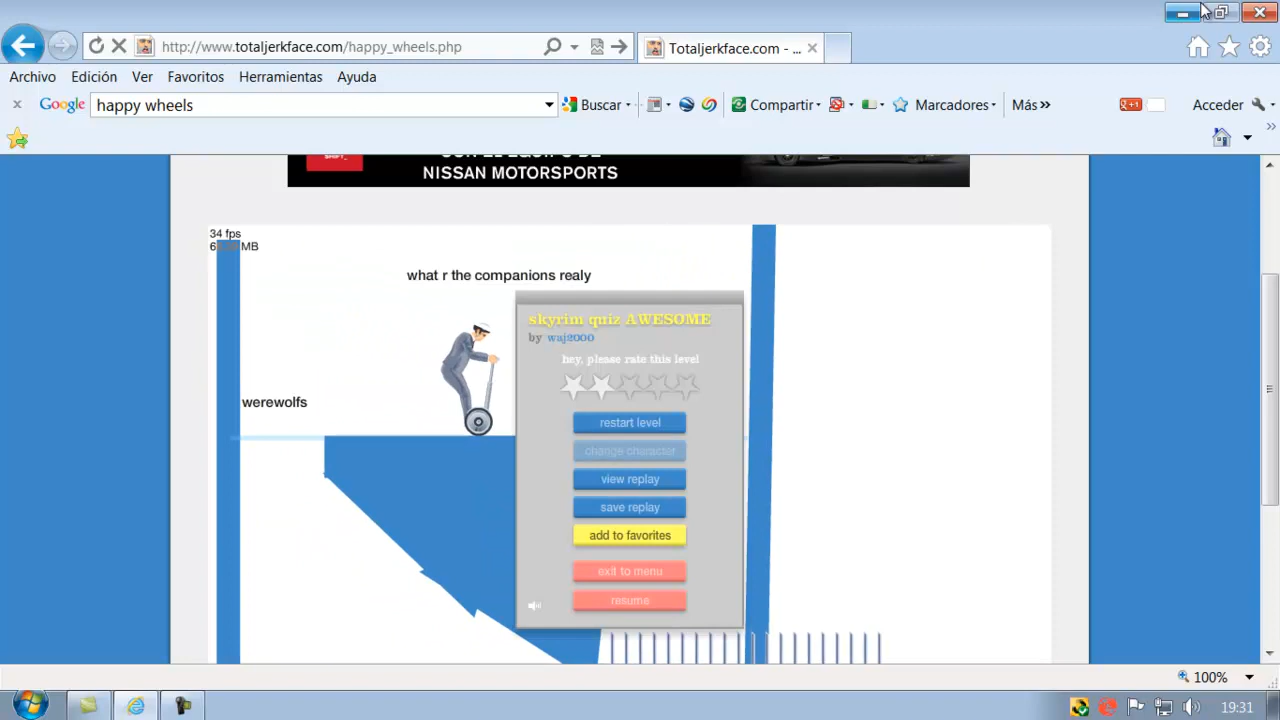 http://www.totaljerkface.com/happy_wheels.php
Totaljerkface.com - ...
Archivo Edición Ver Favoritos Herramientas Ayuda
Google happy wheels Buscar Compartir Marcadores Más >> +1 Acceder
NISSAN MOTORSPORTS
34 fps
MB
what r the companions realy
skyrim quiz AWESOME
by waj2000
hey, please rate this level
werewolfs
restart level
change character
view replay
save replay
add to favorites
exit to menu
resume
100%
19:31